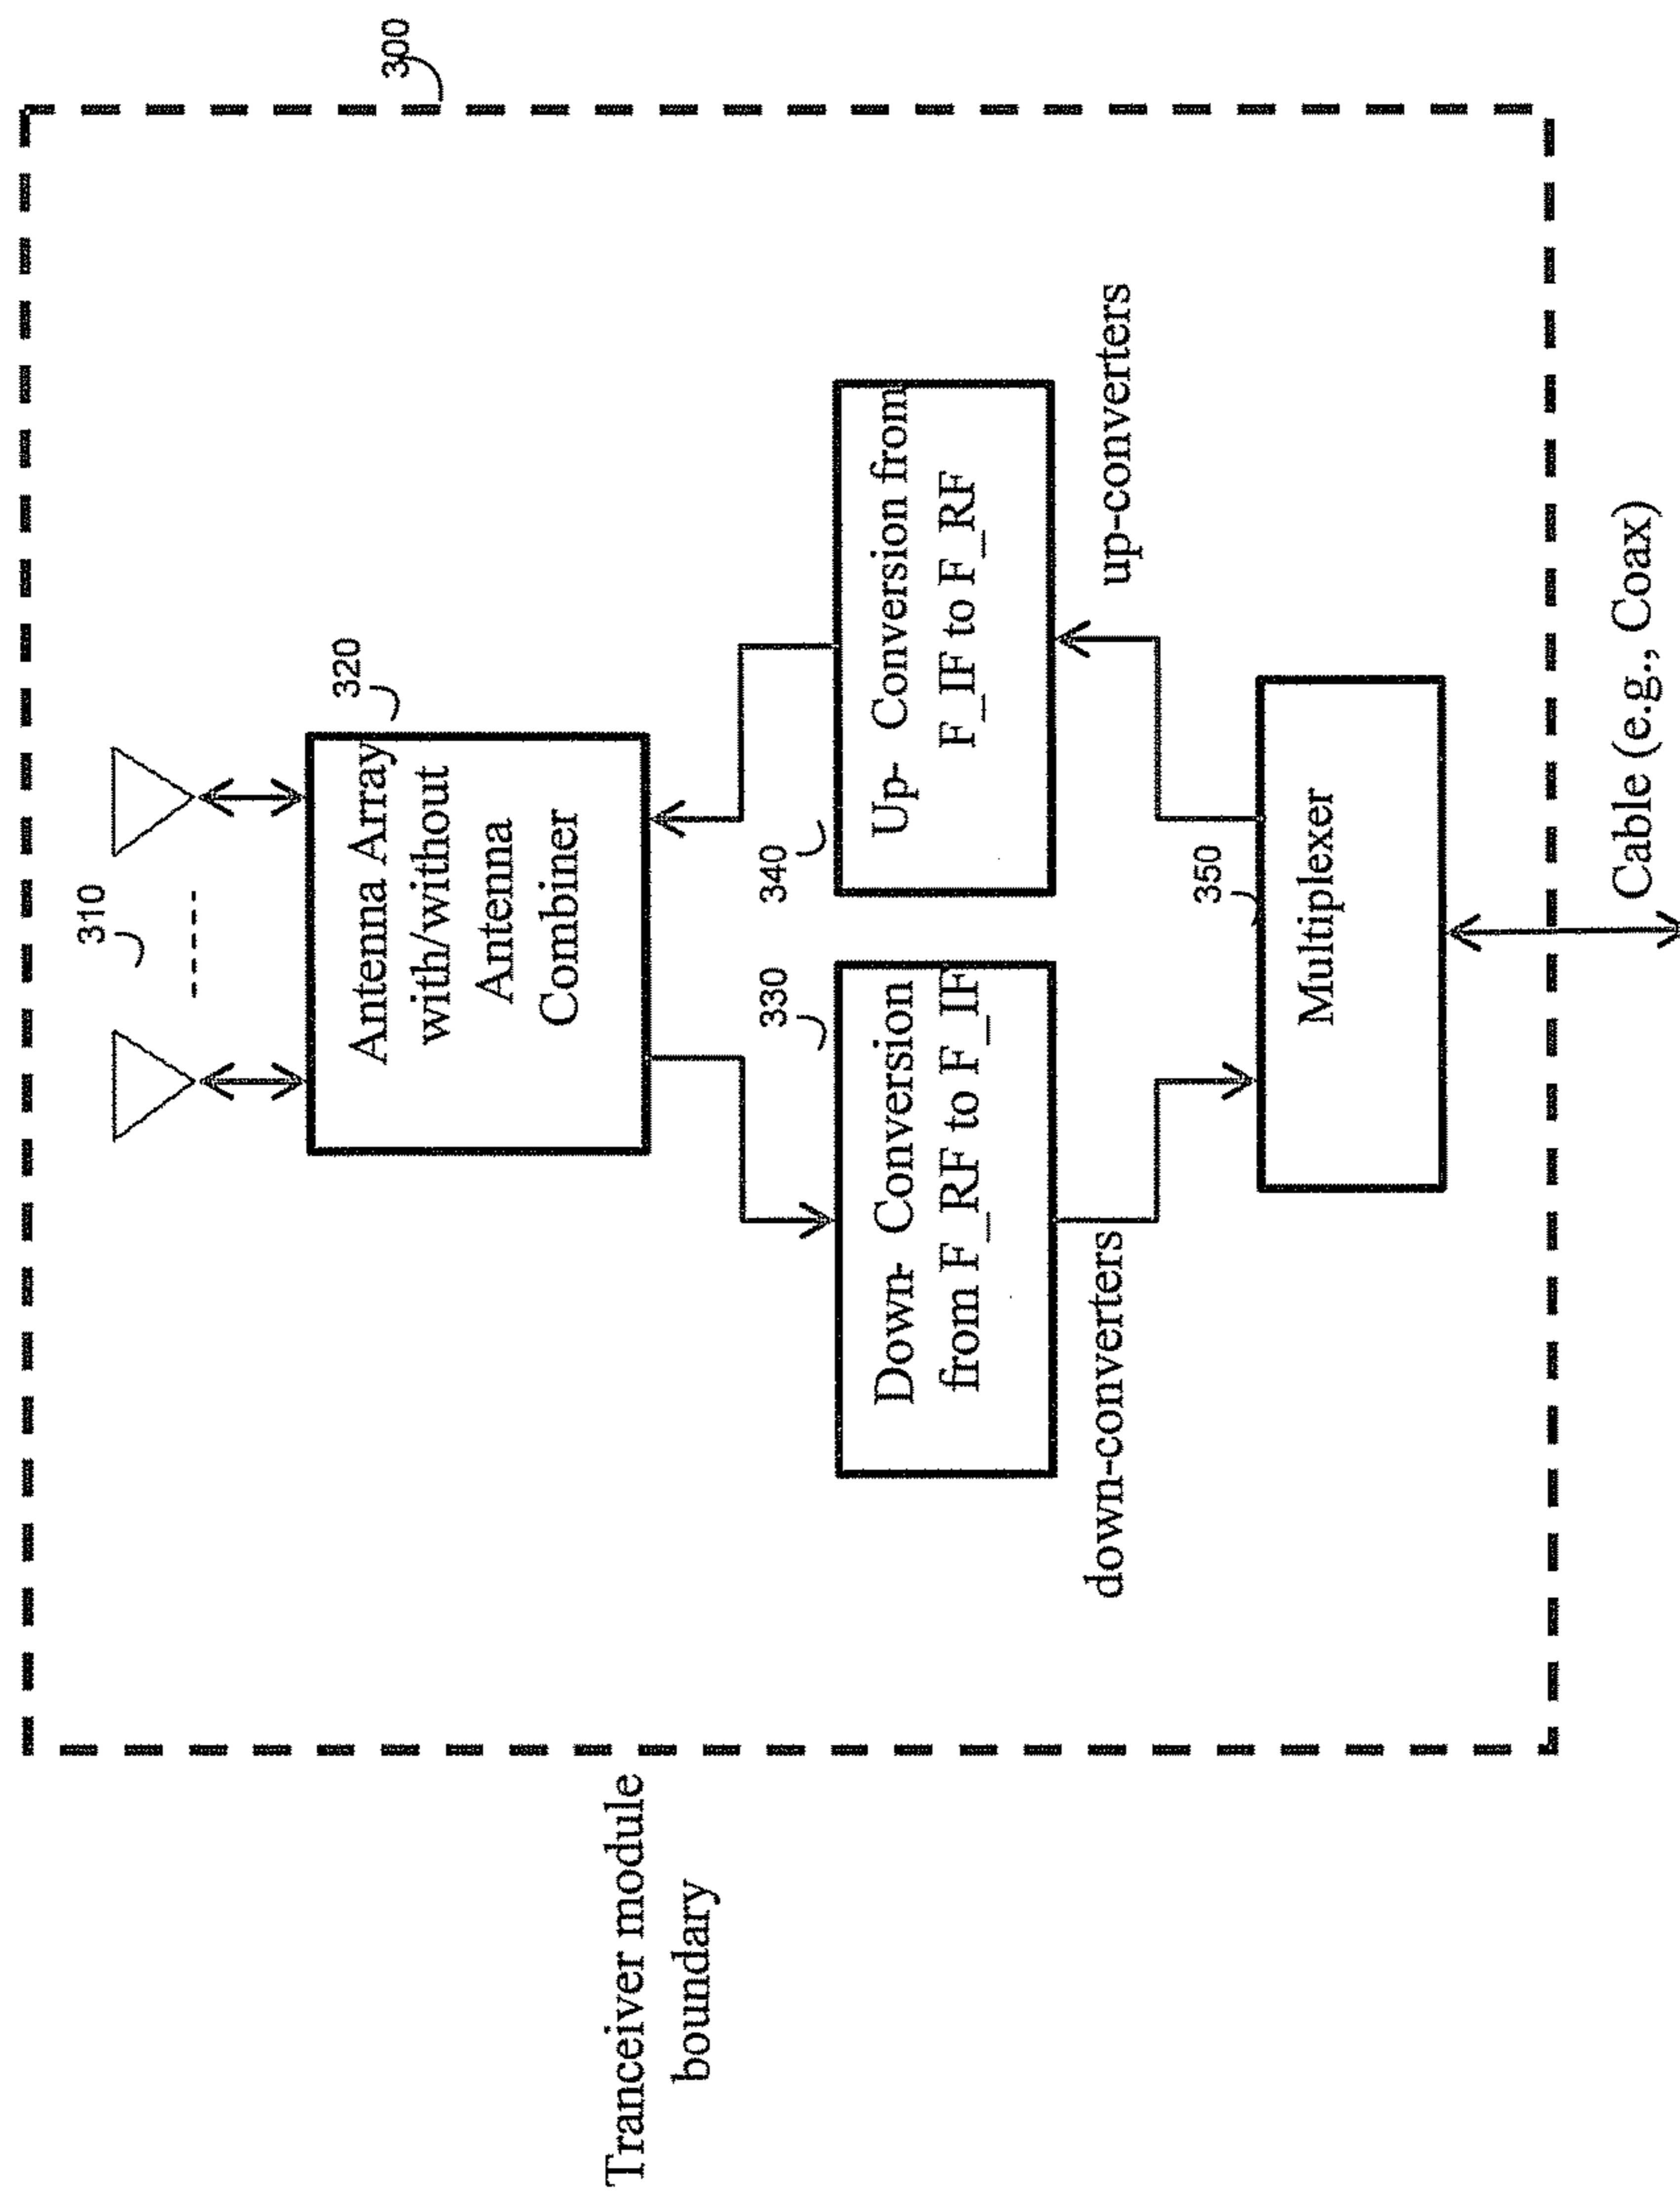 300
310
320
Antenna Array
with/without
Antenna
Combiner
Tranceiver module
boundary
330
Down- Conversion
from F_RF to F_IF
340
Up- Conversion from
F_IF to F_RF
down-converters
up-converters
350
Multiplexer
Cable (e.g., Coax)